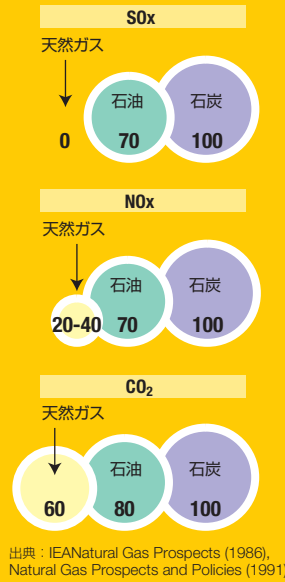 SOx
天然ガス
石油 石炭
0 70 100
NOx
天然ガス
石油 石炭
20-40 70 100
CO₂
天然ガス
石油 石炭
60 80 100
出典：IEANatural Gas Prospects (1986),
Natural Gas Prospects and Policies (1991)